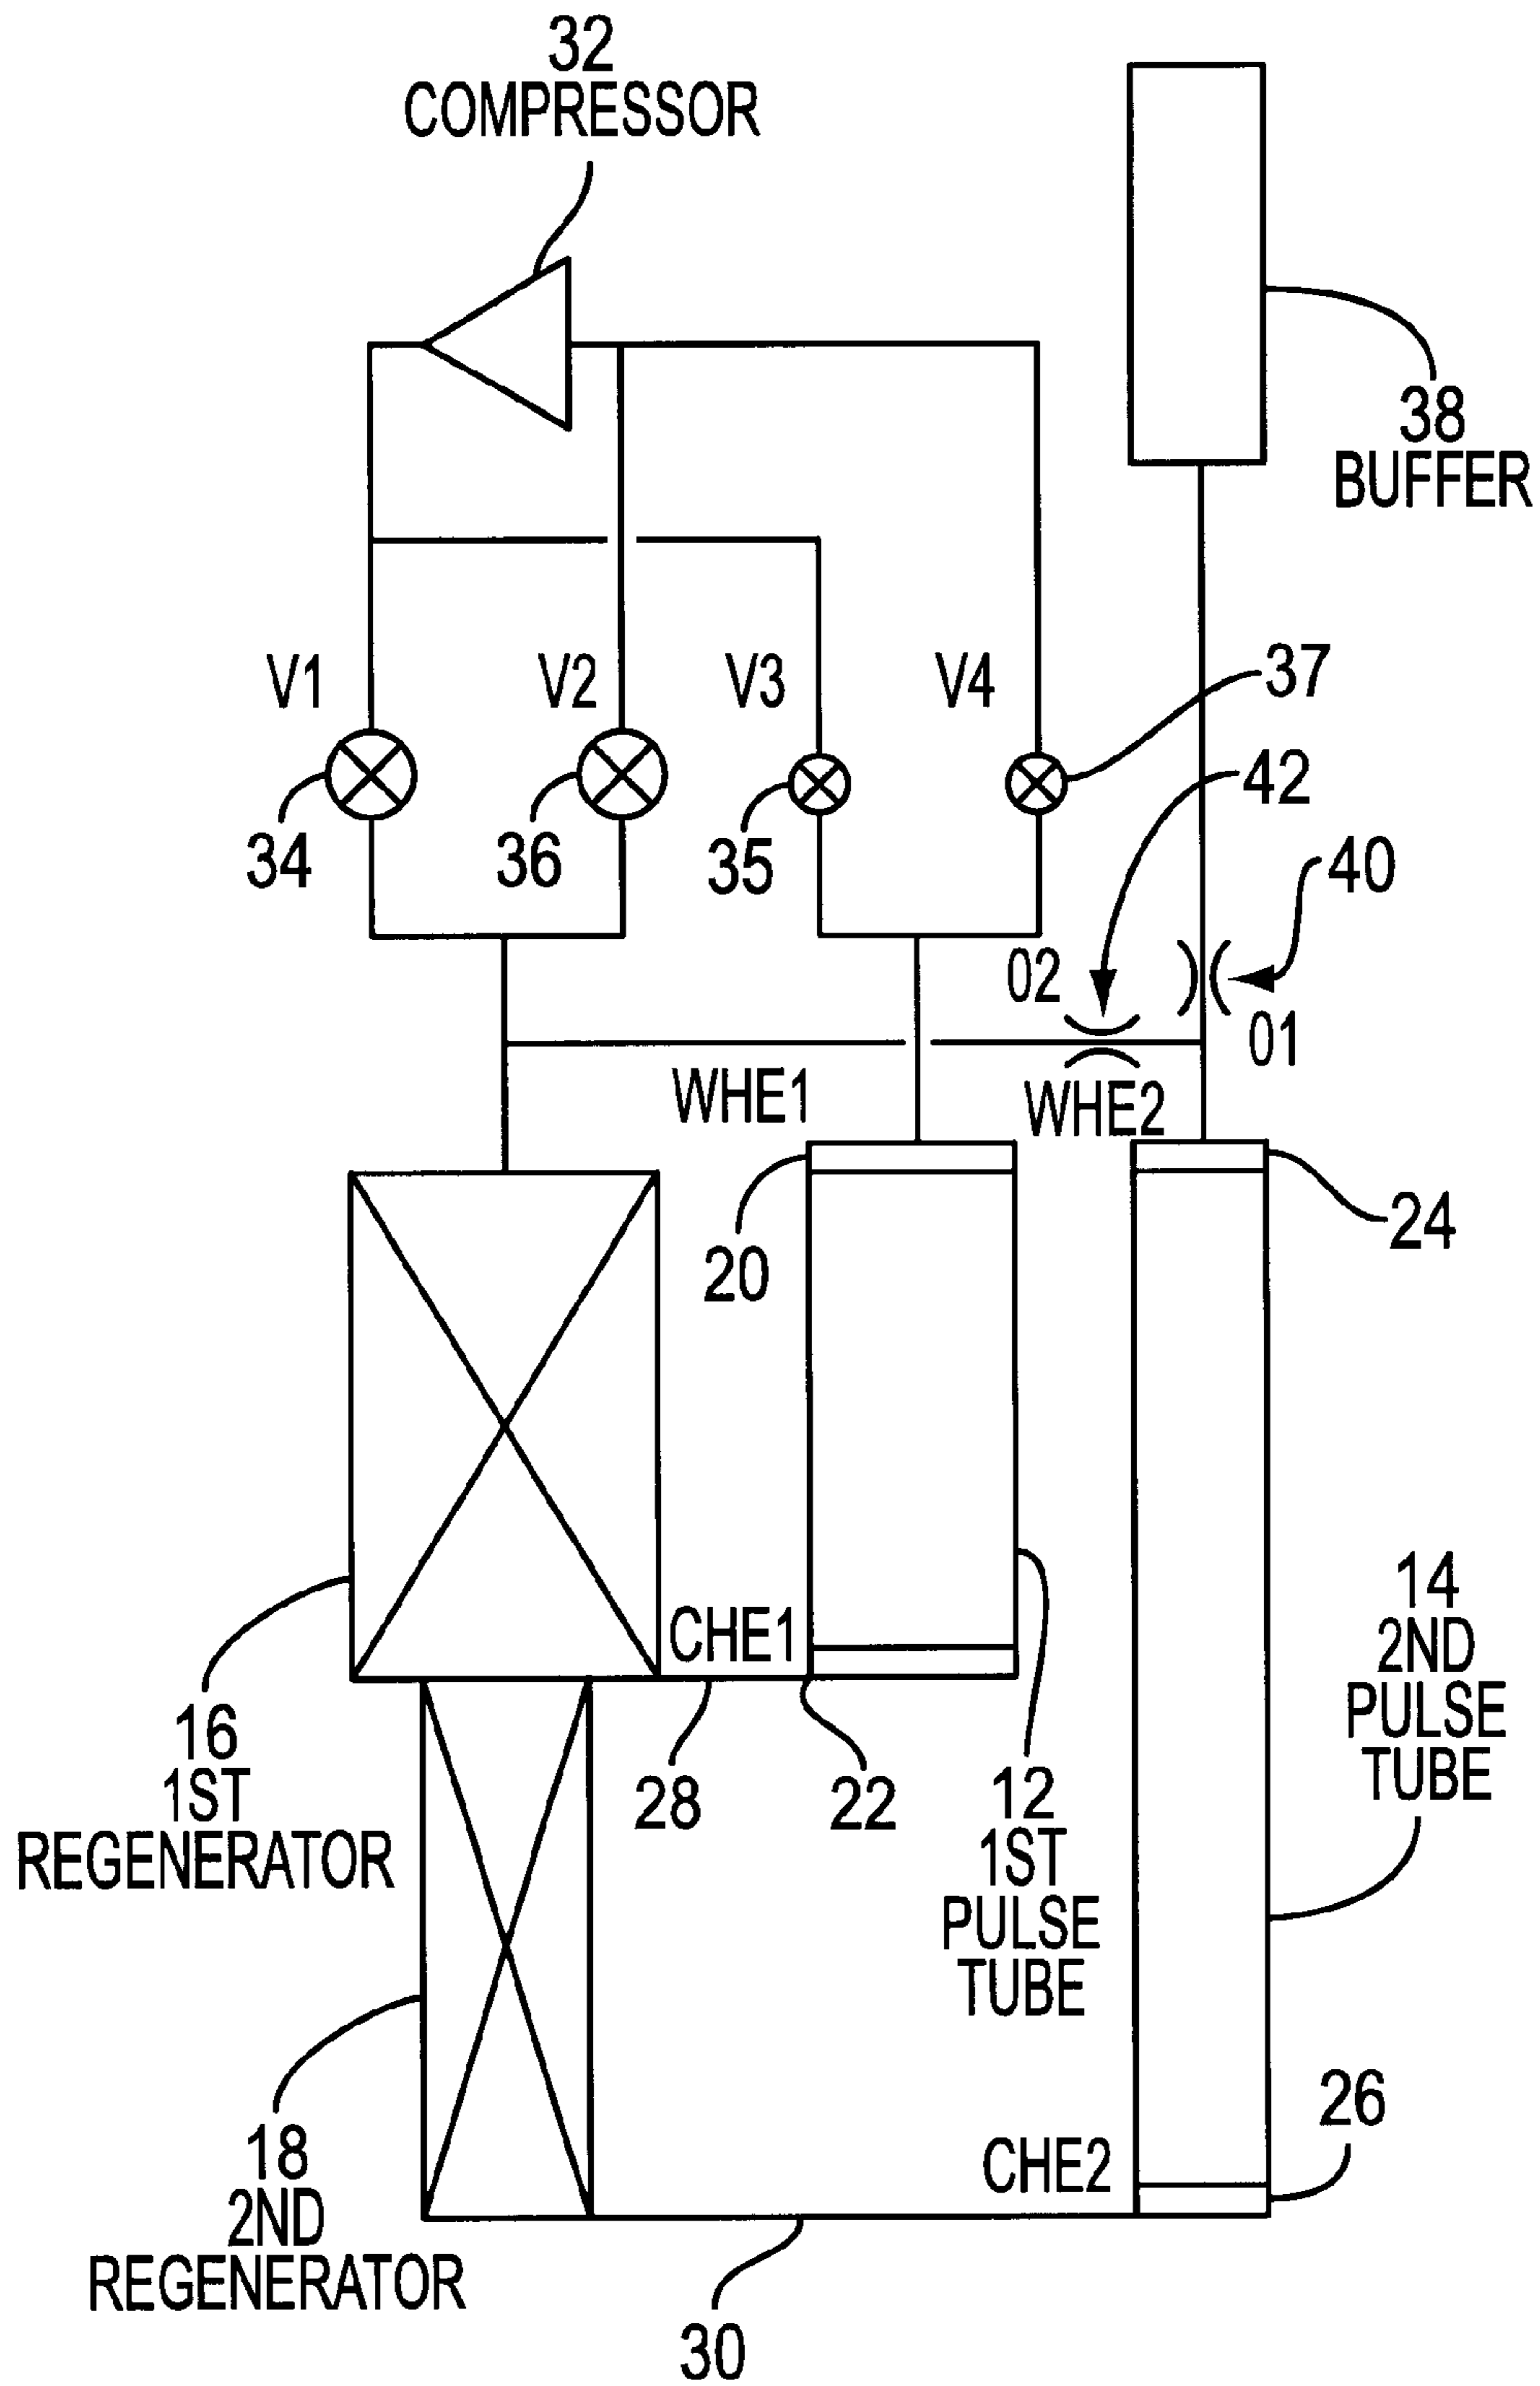 32
COMPRESSOR
38
BUFFER
V1
V2
V3
V4
37
42
34
36
35
40
02
01
WHE1
WHE2
20
24
CHE1
16
1ST
REGENERATOR
28
22
12
1ST
PULSE
TUBE
14
2ND
PULSE
TUBE
18
2ND
REGENERATOR
CHE2
26
30